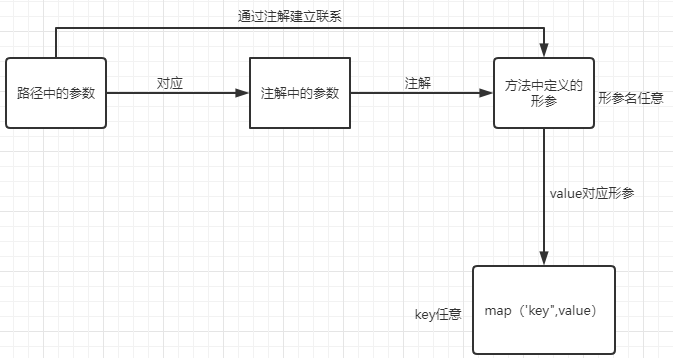 通过注解建立联系
路径中的参数
对应
注解中的参数
注解
方法中定义的
形参
形参名任意
value对应形参
key任意
map（'key",value）